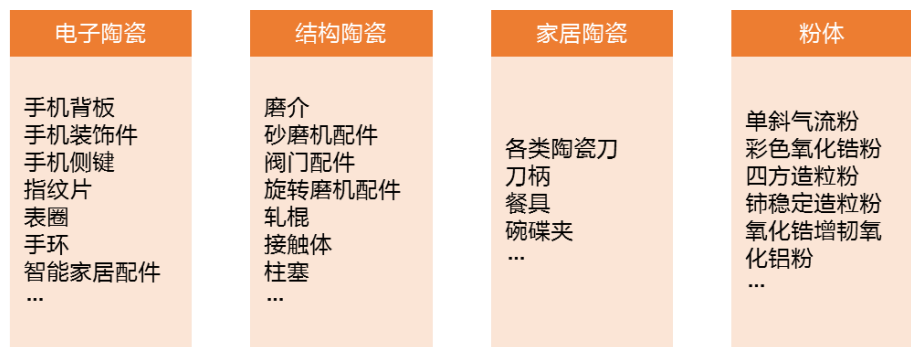 电子陶瓷
手机背板
手机装饰件
手机侧键
指纹片
表圈
手环
智能家居配件
…
结构陶瓷
磨介
砂磨机配件
阀门配件
旋转磨机配件
轧棍
接触体
柱塞
…
家居陶瓷
各类陶瓷刀
刀柄
餐具
碗碟夹
…
粉体
单斜气流粉
彩色氧化锆粉
四方造粒粉
铈稳定造粒粉
氧化锆增韧氧
化铝粉
…